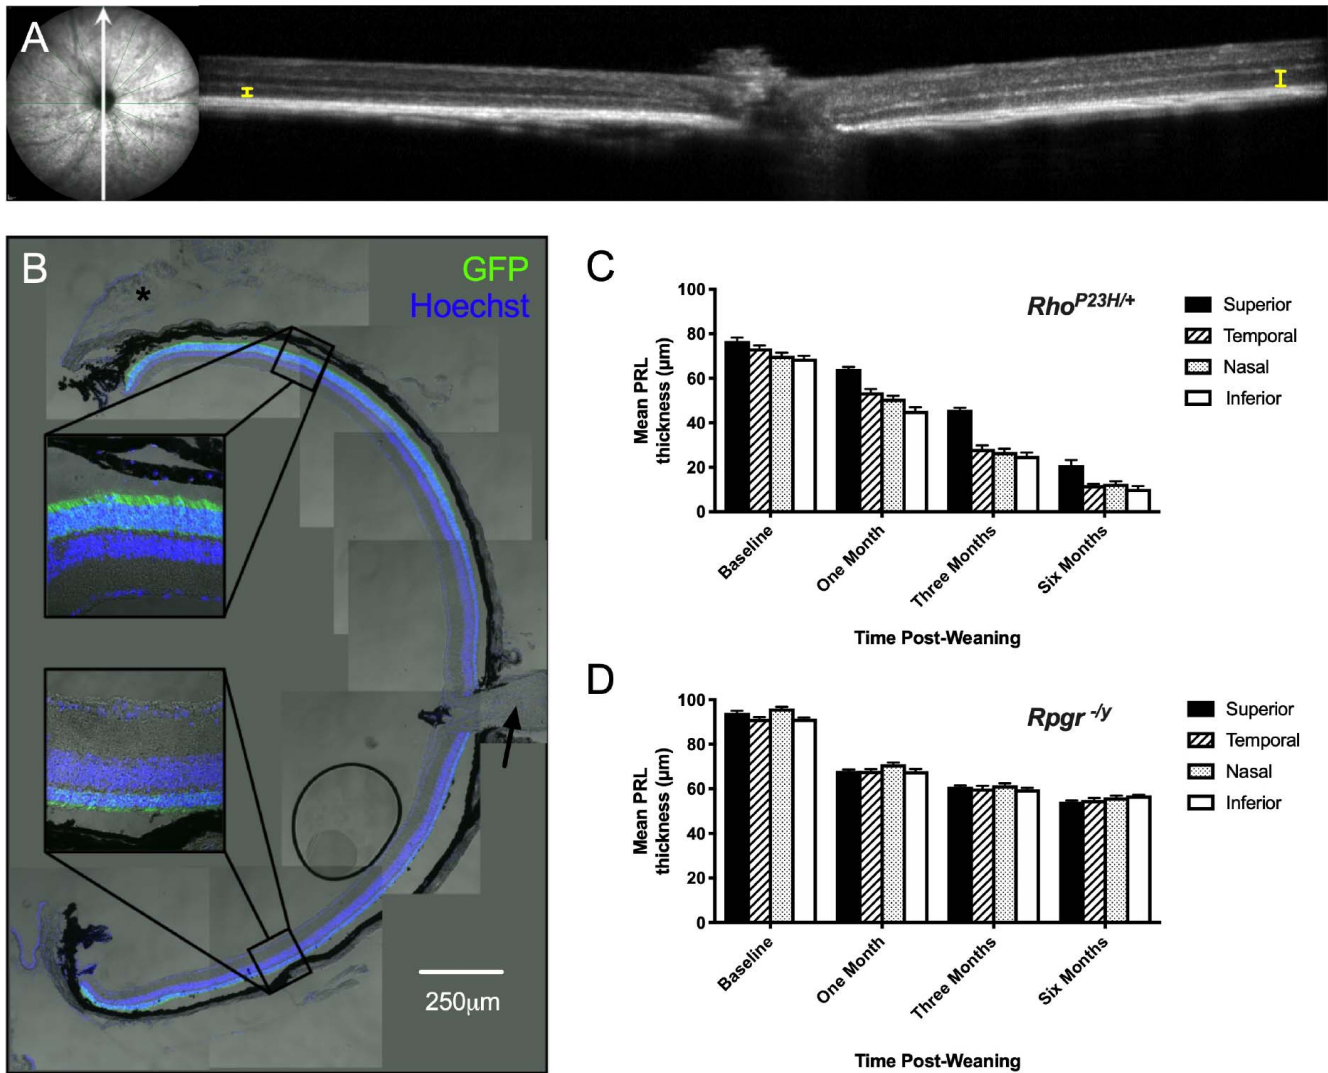 A
B
GFP
Hoechst
*
250μm
C
Rho^P23H/+
Mean PRL
thickness (μm)
100
80
60
40
20
0
Baseline
One Month
Three Months
Six Months
Time Post-Weaning
Superior
Temporal
Nasal
Inferior
D
Rpgr -/y
Mean PRL
thickness (μm)
100
80
60
40
20
0
Baseline
One Month
Three Months
Six Months
Time Post-Weaning
Superior
Temporal
Nasal
Inferior